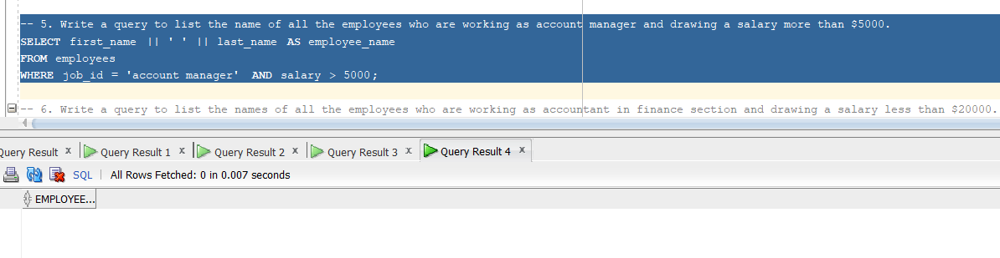 -- 5. Write a query to list the name of all the employees who are working as account manager and drawing a salary more than $5000.
SELECT first_name || ' ' || last_name AS employee_name
FROM employees
WHERE job_id = 'account manager' AND salary > 5000;
-- 6. Write a query to list the names of all the employees who are working as accountant in finance section and drawing a salary less than $20000.
Query Result x Query Result 1 x Query Result 2 x Query Result 3 x Query Result 4 x
SQL | All Rows Fetched: 0 in 0.007 seconds
EMPLOYEE...